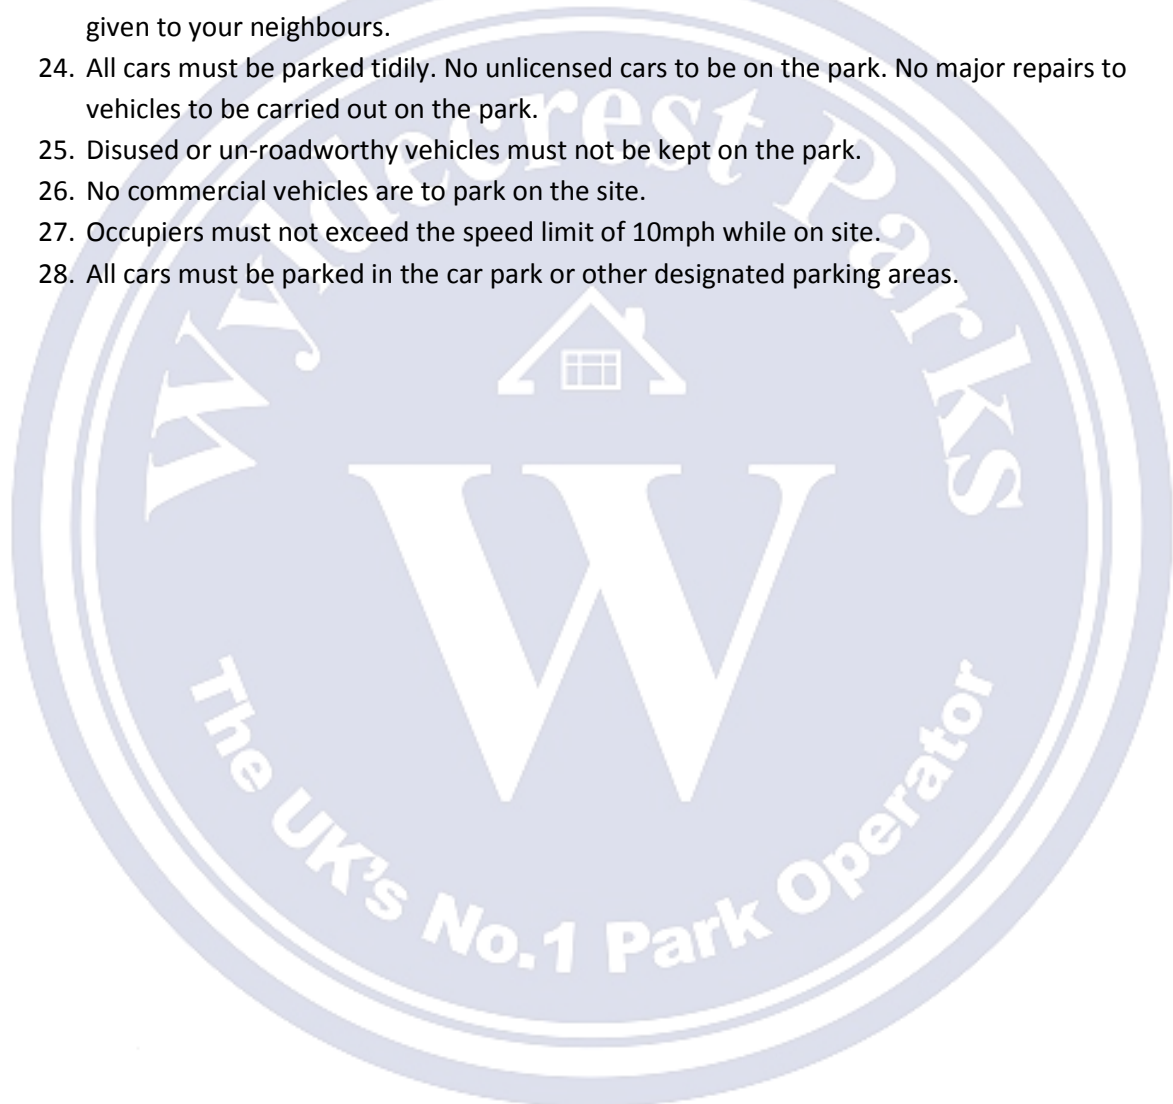 given to your neighbours.
24. All cars must be parked tidily. No unlicensed cars to be on the park. No major repairs to
vehicles to be carried out on the park.
25. Disused or un-roadworthy vehicles must not be kept on the park.
26. No commercial vehicles are to park on the site.
27. Occupiers must not exceed the speed limit of 10mph while on site.
28. All cars must be parked in the car park or other designated parking areas.
Wyldecrest Parks
W
The UK's No.1 Park Operator